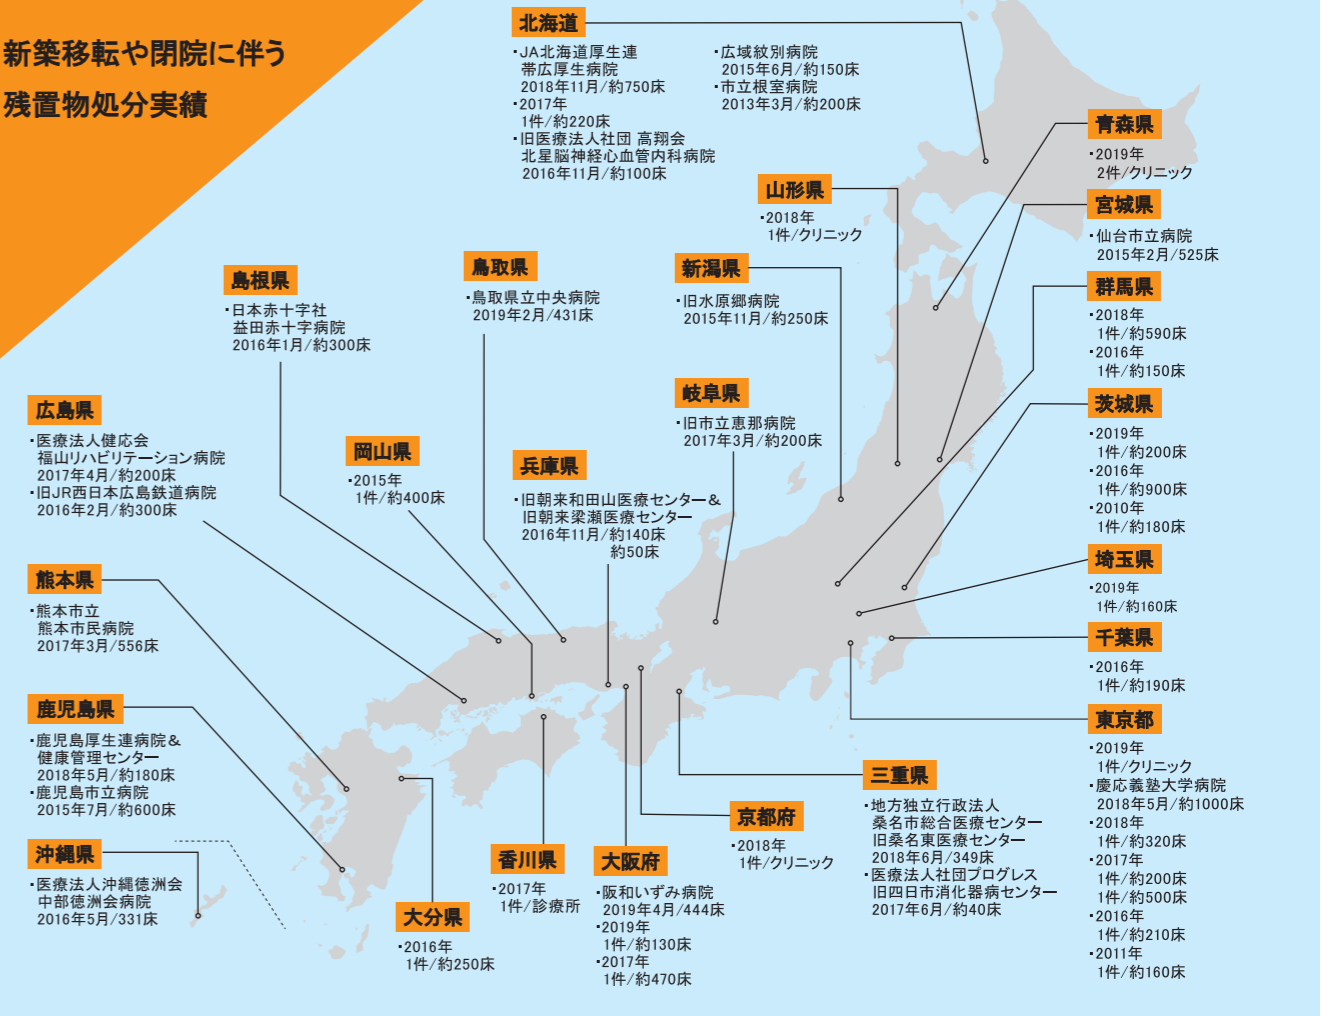 新築移転や閉院に伴う
残置物処分実績
北海道
・JA北海道厚生連
帯広厚生病院
2018年11月/約750床
・2017年
1件/約220床
・旧医療法人社団 高翔会
北星脳神経心血管内科病院
2016年11月/約100床
・広域紋別病院
2015年6月/約150床
・市立根室病院
2013年3月/約200床
青森県
・2019年
2件/クリニック
山形県
・2018年
1件/クリニック
宮城県
・仙台市立病院
2015年2月/525床
新潟県
・旧水原郷病院
2015年11月/約250床
群馬県
・2018年
1件/約590床
・2016年
1件/約150床
鳥取県
・鳥取県立中央病院
2019年2月/431床
島根県
・日本赤十字社
益田赤十字病院
2016年1月/約300床
岐阜県
・旧市立恵那病院
2017年3月/約200床
茨城県
・2019年
1件/約200床
・2016年
1件/約900床
・2010年
1件/約180床
広島県
・医療法人健応会
福山リハビリテーション病院
2017年4月/約200床
・旧JR西日本広島鉄道病院
2016年2月/約300床
岡山県
・2015年
1件/約400床
兵庫県
・旧朝来和田山医療センター&
旧朝来梁瀬医療センター
2016年11月/約140床
約50床
埼玉県
・2019年
1件/約160床
熊本県
・熊本市立
熊本市民病院
2017年3月/556床
千葉県
・2016年
1件/約190床
鹿児島県
・鹿児島厚生連病院&
健康管理センター
2018年5月/約180床
・鹿児島市立病院
2015年7月/約600床
東京都
・2019年
1件/クリニック
・慶応義塾大学病院
2018年5月/約1000床
・2018年
1件/約320床
・2017年
1件/約200床
1件/約500床
・2016年
1件/約210床
・2011年
1件/約160床
三重県
・地方独立行政法人
桑名市総合医療センター
旧桑名東医療センター
2018年6月/349床
・医療法人社団プログレス
旧四日市消化器病センター
2017年6月/約40床
京都府
・2018年
1件/クリニック
沖縄県
・医療法人沖縄徳洲会
中部徳洲会病院
2016年5月/331床
香川県
・2017年
1件/診療所
大阪府
・阪和いずみ病院
2019年4月/444床
・2019年
1件/約130床
・2017年
1件/約470床
大分県
・2016年
1件/約250床